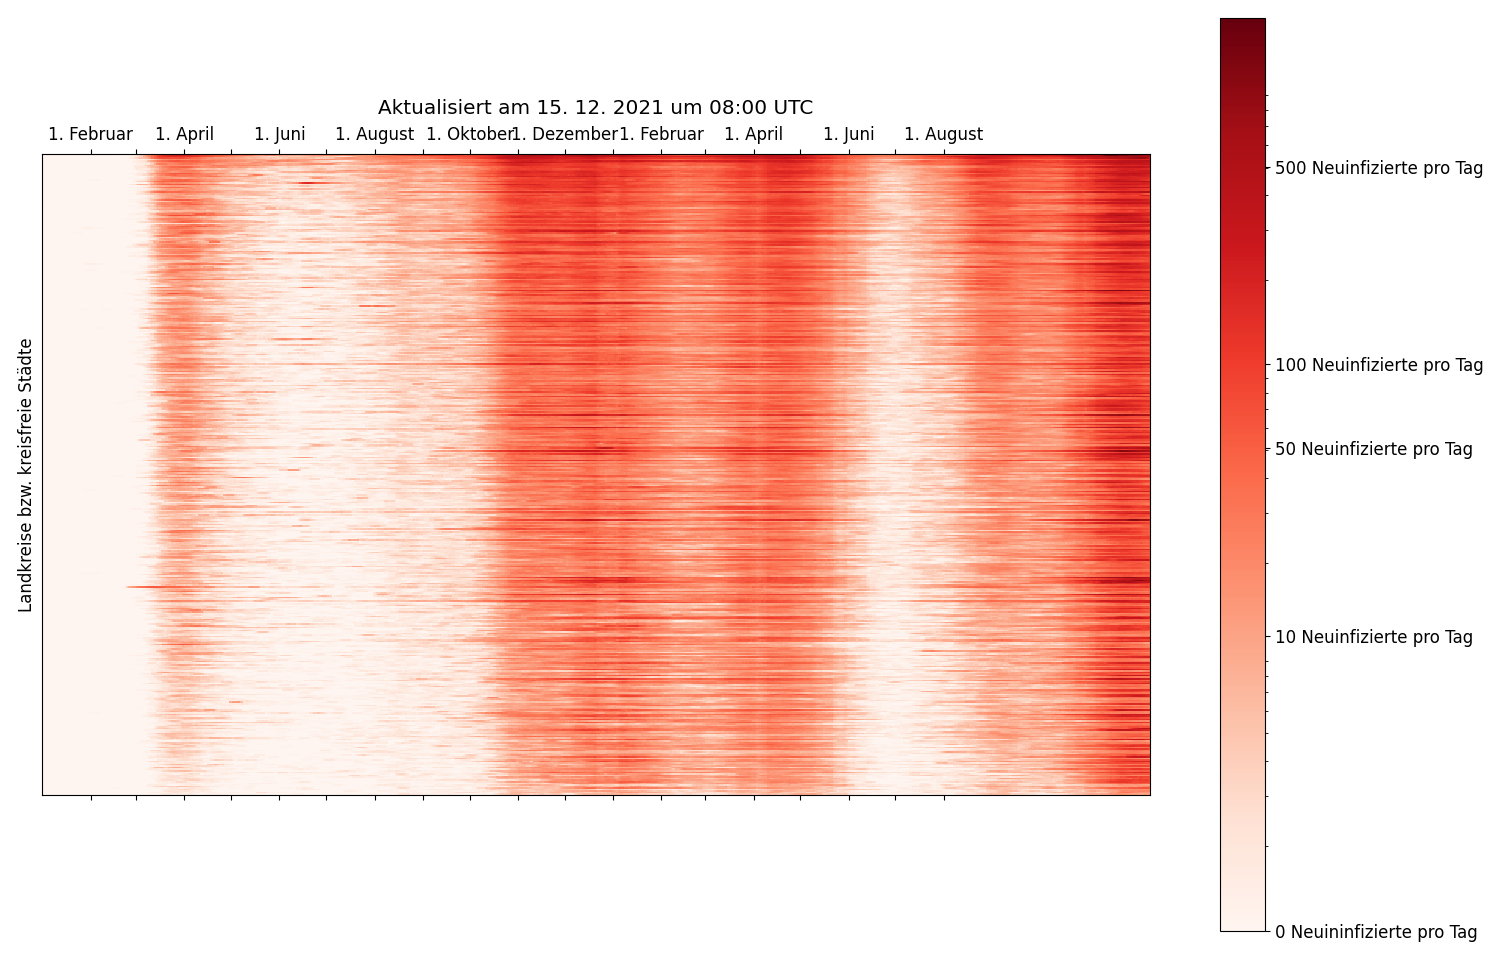 Aktualisiert am 15. 12. 2021 um 08:00 UTC
1. Februar 1. April 1. Juni 1. August 1. Oktober 1. Dezember 1. Februar 1. April 1. Juni 1. August
Landkreise bzw. kreisfreie Städte
500 Neuinfizierte pro Tag
100 Neuinfizierte pro Tag
50 Neuinfizierte pro Tag
10 Neuinfizierte pro Tag
0 Neuininfizierte pro Tag